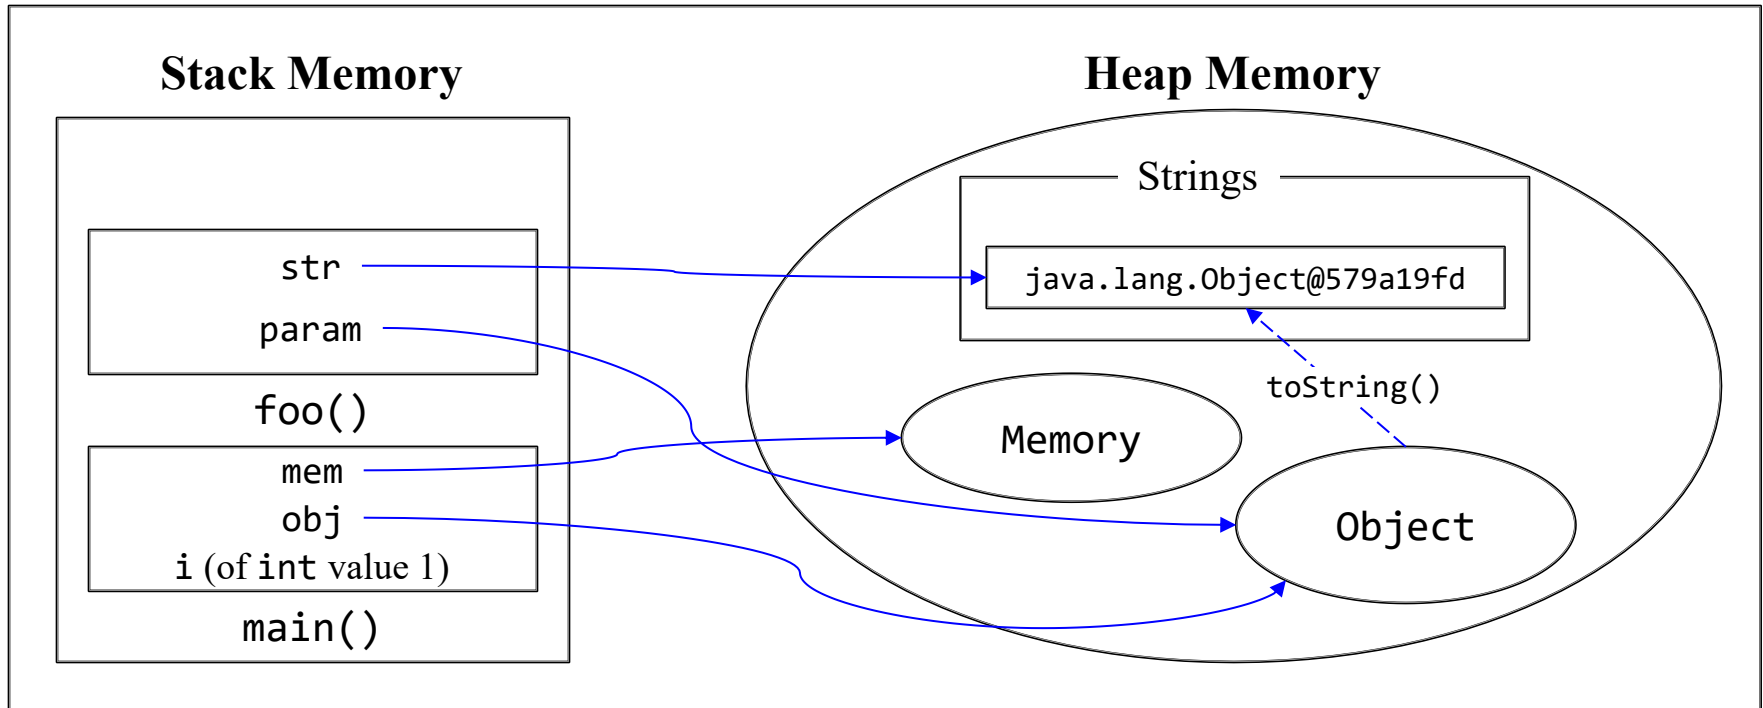 Stack Memory
str
param
foo()
mem
obj
i (of int value 1)
main()
Heap Memory
Strings
java.lang.Object@579a19fd
toString()
Memory
Object